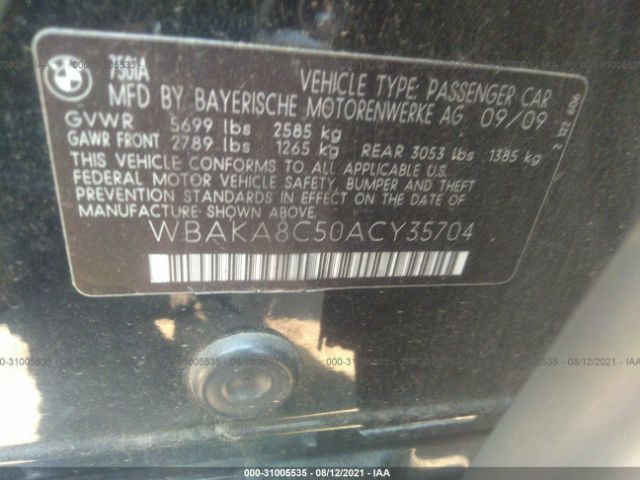 BMW
750IA
VEHICLE TYPE: PASSENGER CAR
MFD BY BAYERISCHE MOTORENWERKE AG 09/09
GVWR 5699 lbs 2585 kg
GAWR FRONT 2789 lbs 1265 kg REAR 3053 lbs 1385 kg
THIS VEHICLE CONFORMS TO ALL APPLICABLE U.S.
FEDERAL MOTOR VEHICLE SAFETY, BUMPER AND THEFT
PREVENTION STANDARDS IN EFFECT ON THE DATE OF
MANUFACTURE SHOWN ABOVE.
WBAKA8C50ACY35704
000-31005535 - 08/12/2021 - IAA